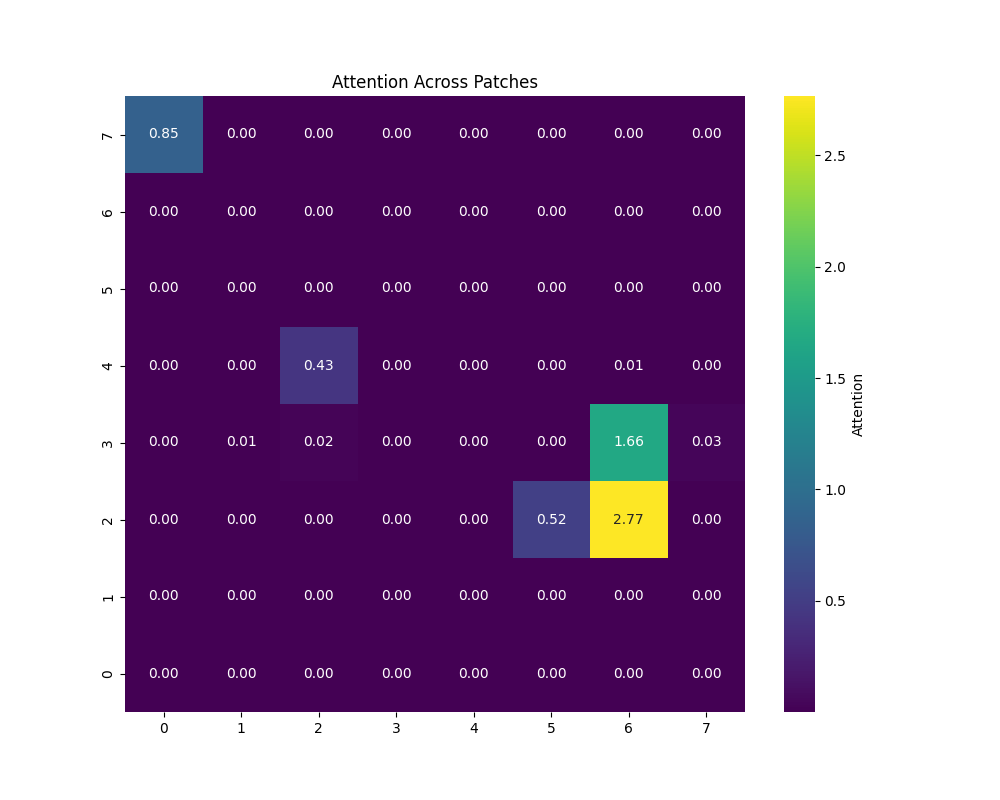 Attention Across Patches
7 0.85 0.00 0.00 0.00 0.00 0.00 0.00 0.00
6 0.00 0.00 0.00 0.00 0.00 0.00 0.00 0.00
5 0.00 0.00 0.00 0.00 0.00 0.00 0.00 0.00
4 0.00 0.00 0.43 0.00 0.00 0.00 0.01 0.00
3 0.00 0.01 0.02 0.00 0.00 0.00 1.66 0.03
2 0.00 0.00 0.00 0.00 0.00 0.52 2.77 0.00
1 0.00 0.00 0.00 0.00 0.00 0.00 0.00 0.00
0 0.00 0.00 0.00 0.00 0.00 0.00 0.00 0.00
0 1 2 3 4 5 6 7
2.5
2.0
1.5
1.0
0.5
Attention